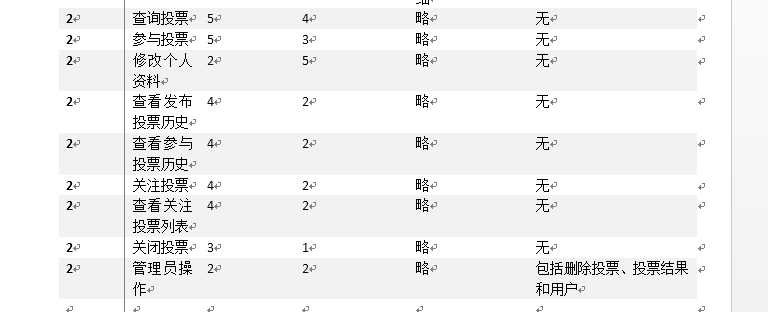 2 查询投票 5 4 略 无
2 参与投票 5 3 略 无
2 修改个人 2 5 略 无
资料
2 查看发布 4 2 略 无
投票历史
2 查看参与 4 2 略 无
投票历史
2 关注投票 4 2 略 无
2 查看关注 4 2 略 无
投票列表
2 关闭投票 3 1 略 无
2 管理员操 2 2 略 包括删除投票、投票结果
作 和用户